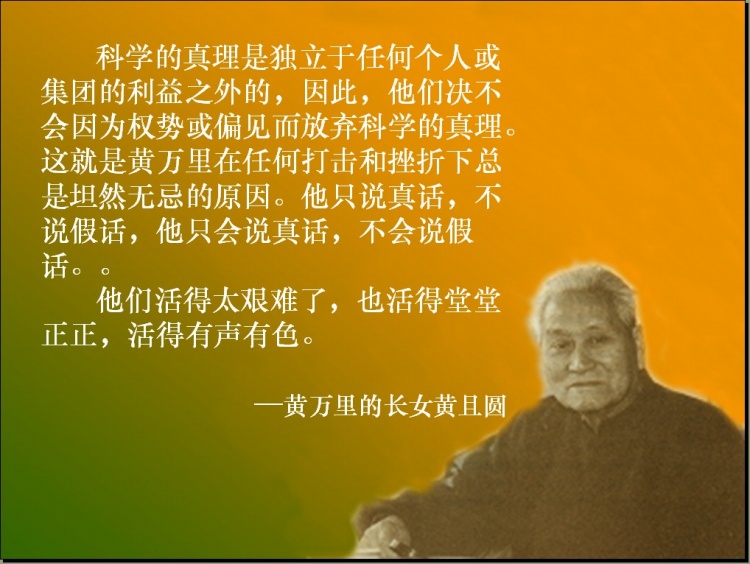 科学的真理是独立于任何个人或
集团的利益之外的，因此，他们决不
会因为权势或偏见而放弃科学的真理。
这就是黄万里在任何打击和挫折下总
是坦然无忌的原因。他只说真话，不
说假话，他只会说真话，不会说假
话。。
他们活得太艰难了，也活得堂堂
正正，活得有声有色。
—黄万里的长女黄且圆